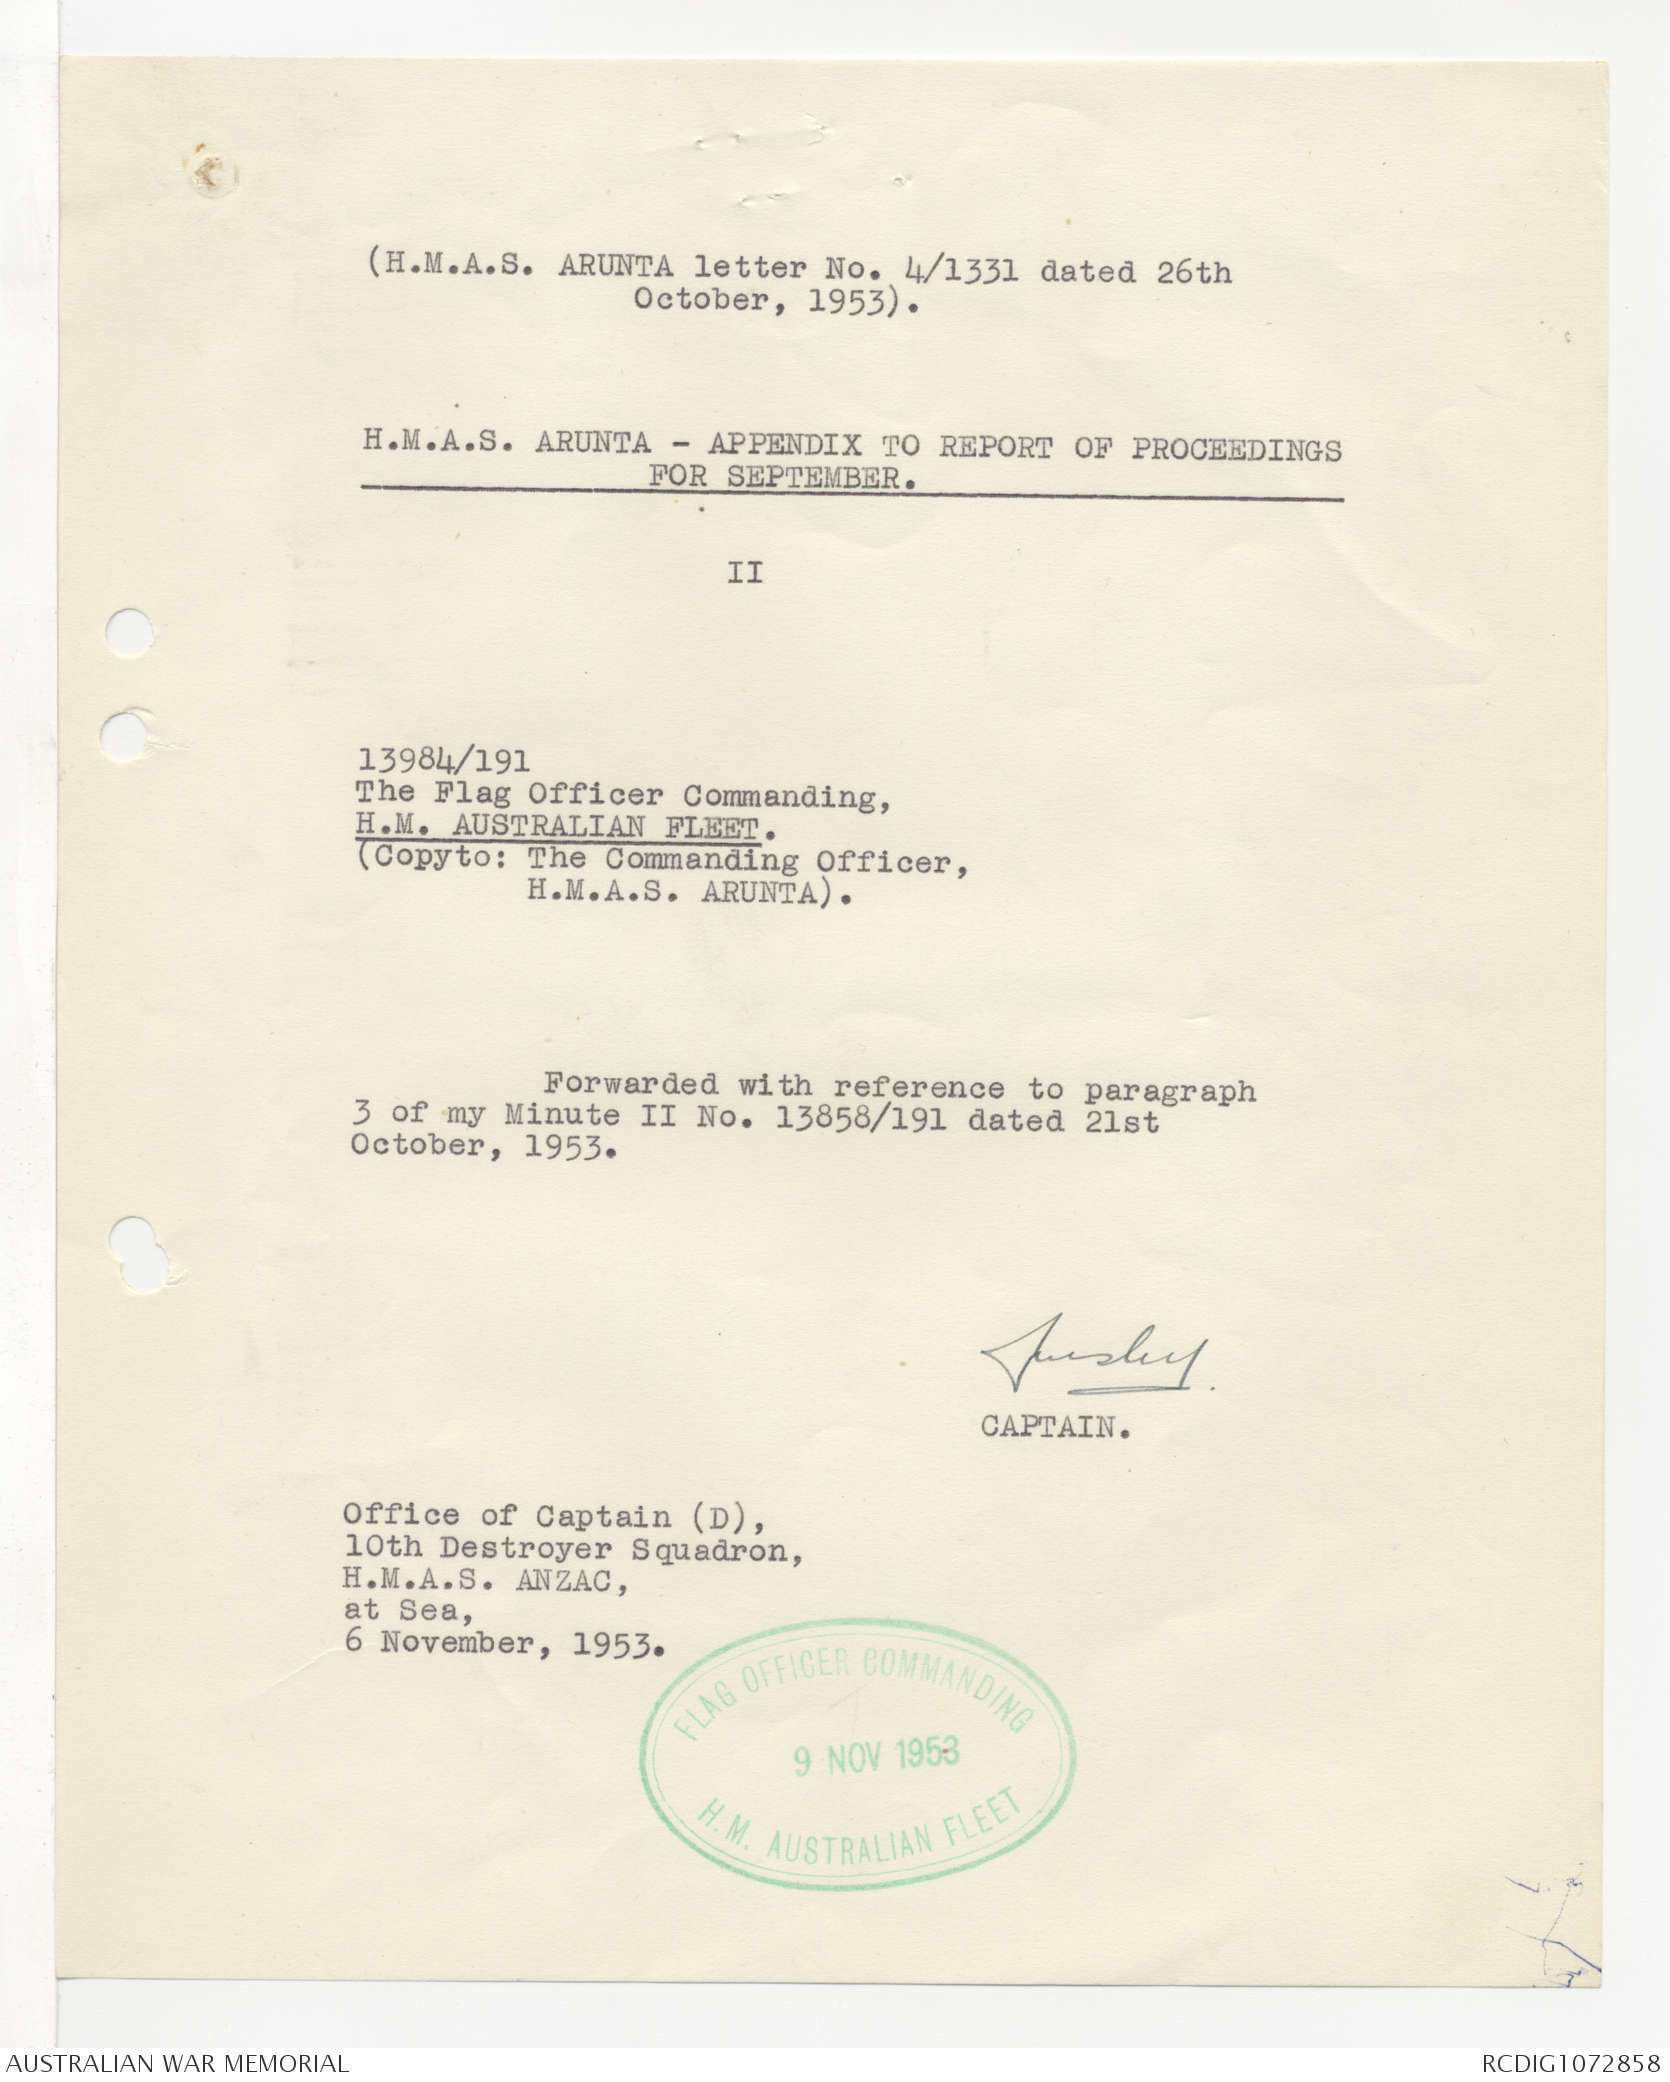 (H.M.A.S. ARUNTA letter No. 4/1331 dated 26th
October, 1953).
H.M.A.S. ARUNTA - APPENDIX TO REPORT OF PROCEEDINGS
FOR SEPTEMBER.
II
13984/191
The Flag Officer Commanding,
H.M. AUSTRALIAN FLEET.
(Copyto: The Commanding Officer,
H.M.A.S. ARUNTA).
Forwarded with reference to paragraph
3 of my Minute II No. 13858/191 dated 21st
October, 1953.
CAPTAIN.
Office of Captain (D),
10th Destroyer Squadron,
H.M.A.S. ANZAC,
at Sea,
6 November, 1953.
FLAG OFFICER COMMANDING
9 NOV 1953
H.M. AUSTRALIAN FLEET
AUSTRALIAN WAR MEMORIAL
RCDIG1072858